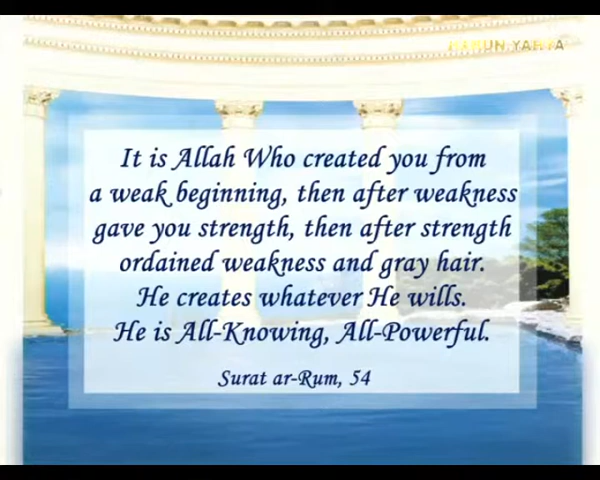 HARUN YAHYA
It is Allah Who created you from
a weak beginning, then after weakness
gave you strength, then after strength
ordained weakness and gray hair.
He creates whatever He wills.
He is All-Knowing, All-Powerful.
Surat ar-Rum, 54